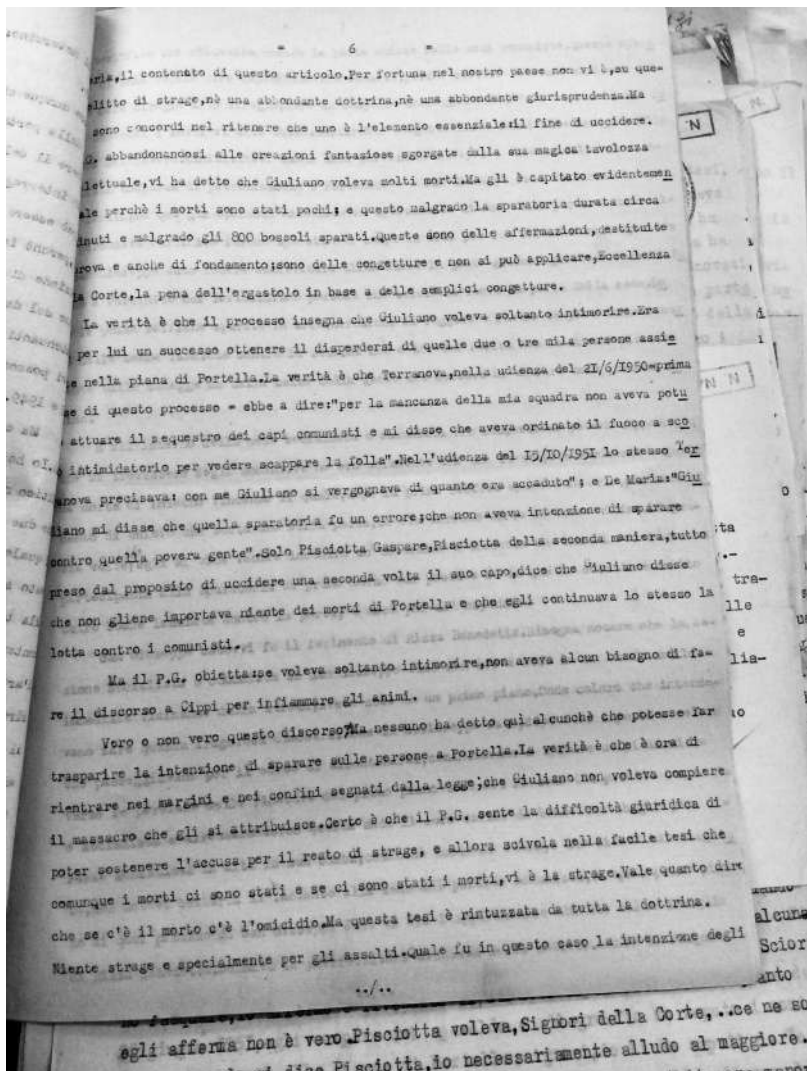 = 6 =
,il contenuto di questo articolo.Per fortuna nel nostro paese non vi è,su que=
litto di strage,nè una abbondante dottrina,nè una abbondante giurisprudenza.Ma
sono concordi nel ritenere che uno è l'elemento essenziale:il fine di uccidere.
G. abbandonandosi alle creazioni fantasiose sgorgate dalla sua magica tavolozza
lettuale,vi ha detto che Giuliano voleva molti morti.Ma gli è capitato evidentemen
ale perchè i morti sono stati pochi; e questo malgrado la sparatoria durata circa
inuti e malgrado gli 800 bossoli sparati.Queste sono delle affermazioni,destituite
rova e anche di fondamento;sono delle congetture e non si può applicare,Eccellenza
la Corte,la pena dell'ergastolo in base a delle semplici congetture.
La verità è che il processo insegna che Giuliano voleva soltanto intimorire.Era
per lui un successo ottenere il disperdersi di quelle due o tre mila persone assie
e nella piana di Portella.La verità è che Terranova,nella udienza del 21/6/1950=prima
se di questo processo = ebbe a dire:"per la mancanza della mia squadra non aveva potu
attuare il sequestro dei capi comunisti e mi disse che aveva ordinato il fuoco a sco
o intimidatorio per vedere scappare la folla".Nell'udienza del 15/10/1951 lo stesso Ter
anova precisava: con me Giuliano si vergognava di quanto era accaduto"; e De Maria:"Giu
liano mi disse che quella sparatoria fu un errore;che non aveva intenzione di sparare
contro quella povera gente".Solo Pisciotta Gaspare,Pisciotta della seconda maniera,tutto
preso dal proposito di uccidere una seconda volta il suo capo,dice che Giuliano disse
che non gliene importava niente dei morti di Portella e che egli continuava lo stesso la
lotta contro i comunisti.
Ma il P.G. obietta:se voleva soltanto intimorire,non aveva alcun bisogno di fa=
re il discorso a Cippi per infiammare gli animi.
Vero o non vero questo discorso?Ma nessuno ha detto quì alcunchè che potesse far
trasparire la intenzione di sparare sulle persone a Portella.La verità è che è ora di
rientrare nei margini e nei confini segnati dalla legge;che Giuliano non voleva compiere
il massacro che gli si attribuisce.Certo è che il P.G. sente la difficoltà giuridica di
poter sostenere l'accusa per il reato di strage, e allora scivola nella facile tesi che
comunque i morti ci sono stati e se ci sono stati i morti,vi è la strage.Vale quanto dire
che se c'è il morto c'è l'omicidio.Ma questa tesi è rintuzzata da tutta la dottrina.
Niente strage e specialmente per gli assalti.Quale fu in questo caso la intenzione degli
../..
alcuna
Scior
anto
egli afferma non è vero.Pisciotta voleva,Signori della Corte,..ce ne so
dice Pisciotta,io necessariamente alludo al maggiore.